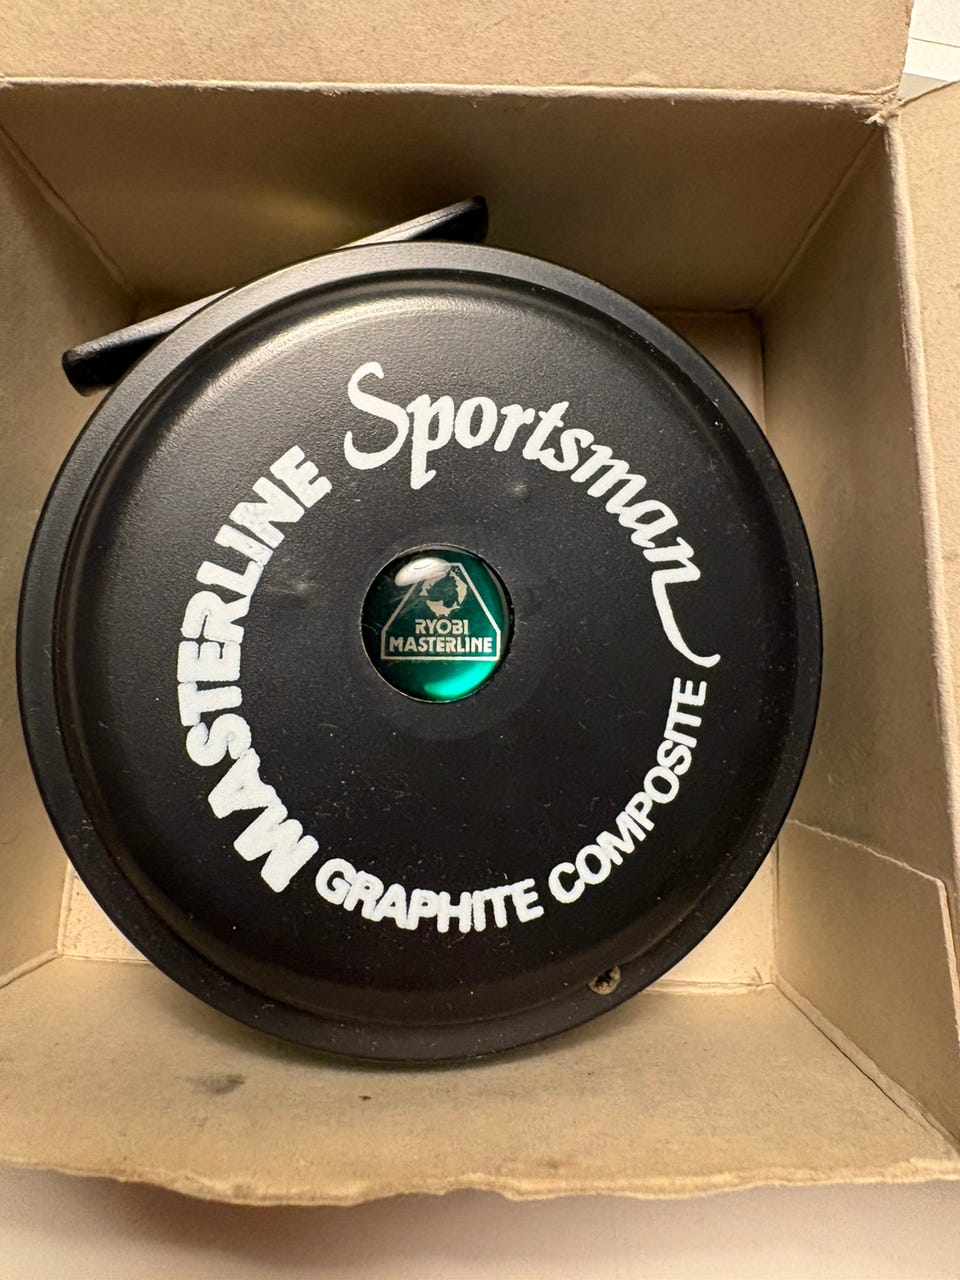 MASTERLINE
Sportsman
GRAPHITE COMPOSITE
RYOBI
MASTERLINE